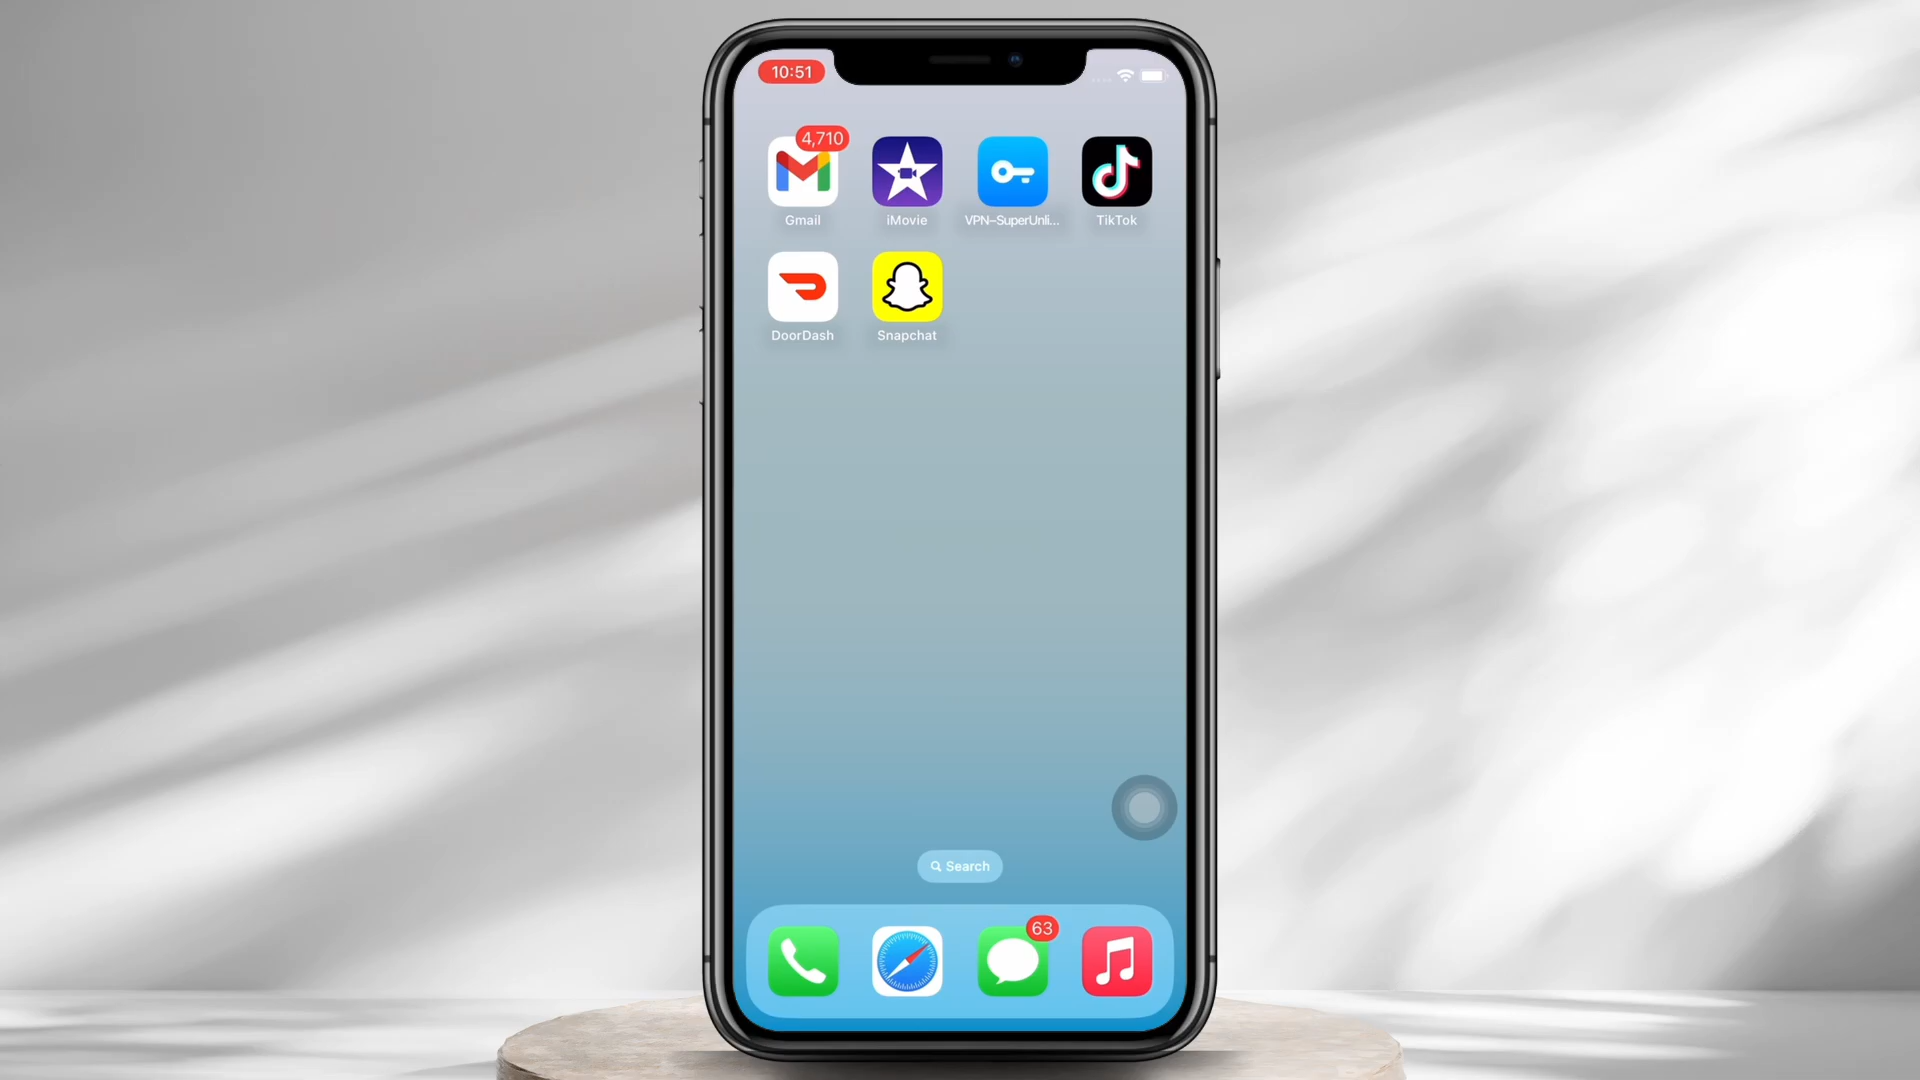 10:51
4,710
Gmail
iMovie
VPN–SuperUnli...
TikTok
DoorDash
Snapchat
Search
63